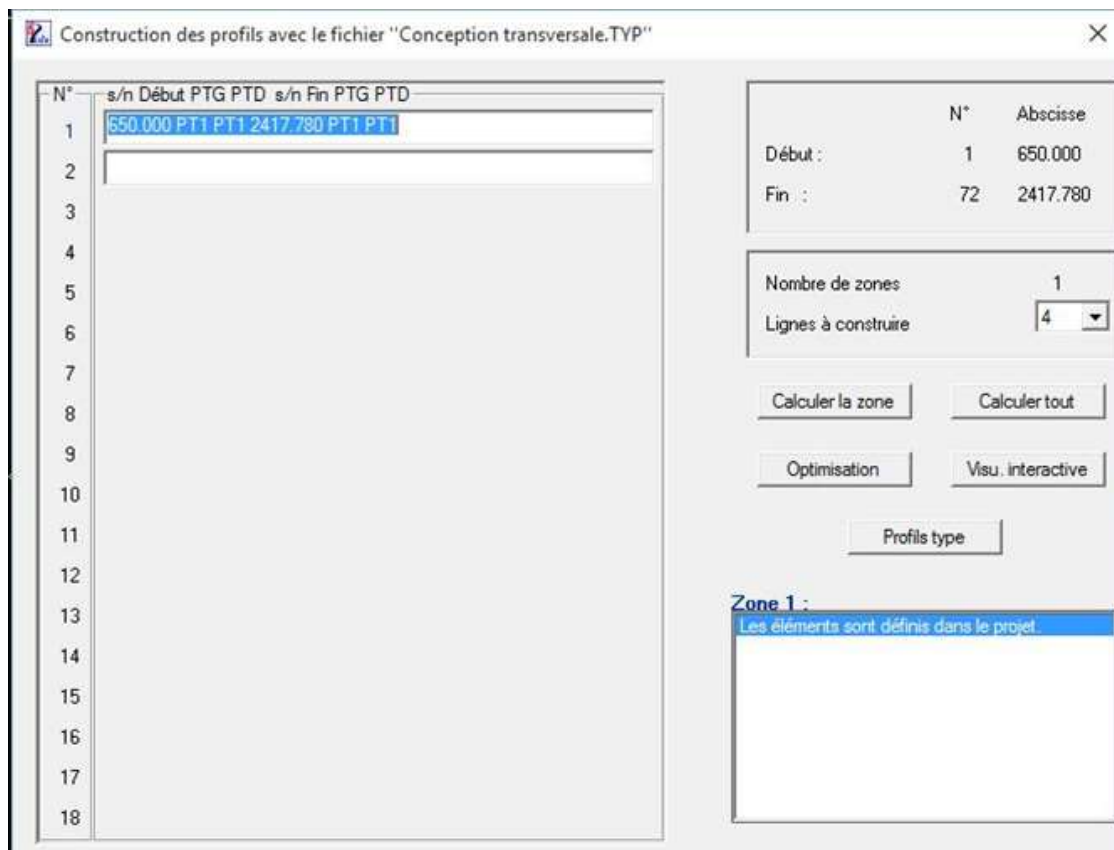 Construction des profils avec le fichier "Conception transversale.TYP"
N° s/n Début PTG PTD s/n Fin PTG PTD
1 650.000 PT1 PT1 2417.780 PT1 PT1
2
3
4
5
6
7
8
9
10
11
12
13
14
15
16
17
18
N° Abscisse
Début : 1 650.000
Fin : 72 2417.780
Nombre de zones 1
Lignes à construire 4
Calculer la zone Calculer tout
Optimisation Visu. interactive
Profils type
Zone 1 :
Les éléments sont définis dans le projet.